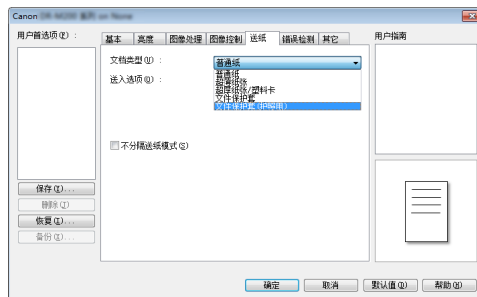 Canon
用户首选项(P)：
基本 亮度 图像处理 图像控制 送纸 错误检测 其它
用户指南
文档类型(U)：
普通纸
普通纸
超薄纸张
超厚纸张/塑料卡
文件保护套
文件保护套(护照用)
送入选项(O)：
不分隔送纸模式(S)
保存(E)...
删除(I)
恢复(T)...
备份(K)...
确定 取消 默认值(D) 帮助(H)